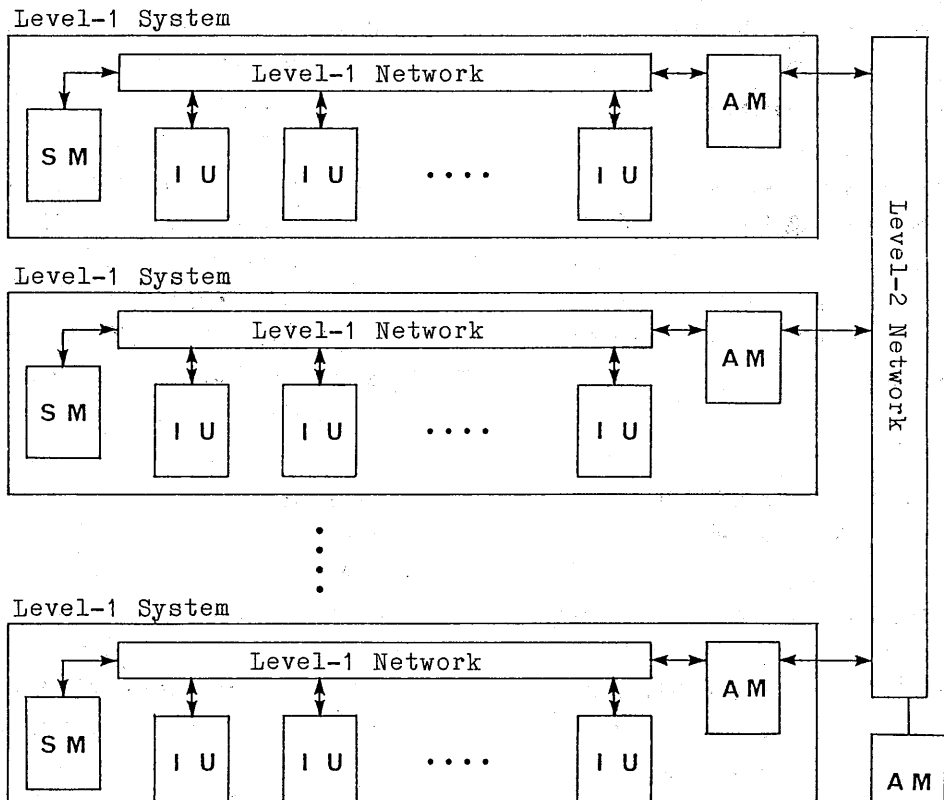 Level-1 System
Level-1 Network
AM
SM
IU IU .... IU
Level-2 Network
Level-1 System
Level-1 Network
AM
SM
IU IU .... IU
Level-1 System
Level-1 Network
AM
SM
IU IU .... IU
AM